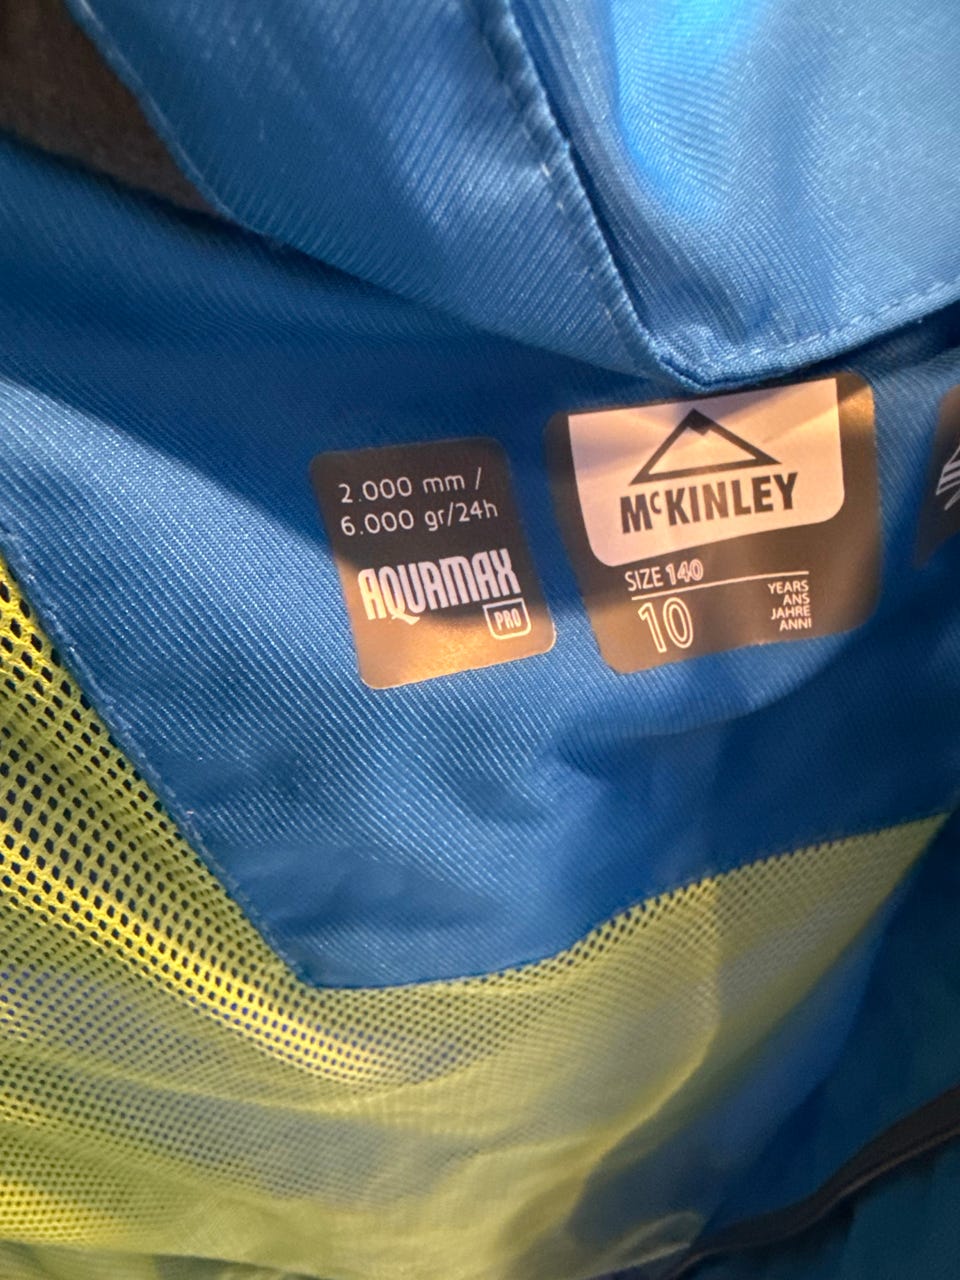 2.000 mm /
6.000 gr/24h
AQUAMAX
PRO
McKINLEY
SIZE 140
10
YEARS
ANS
JAHRE
ANNI